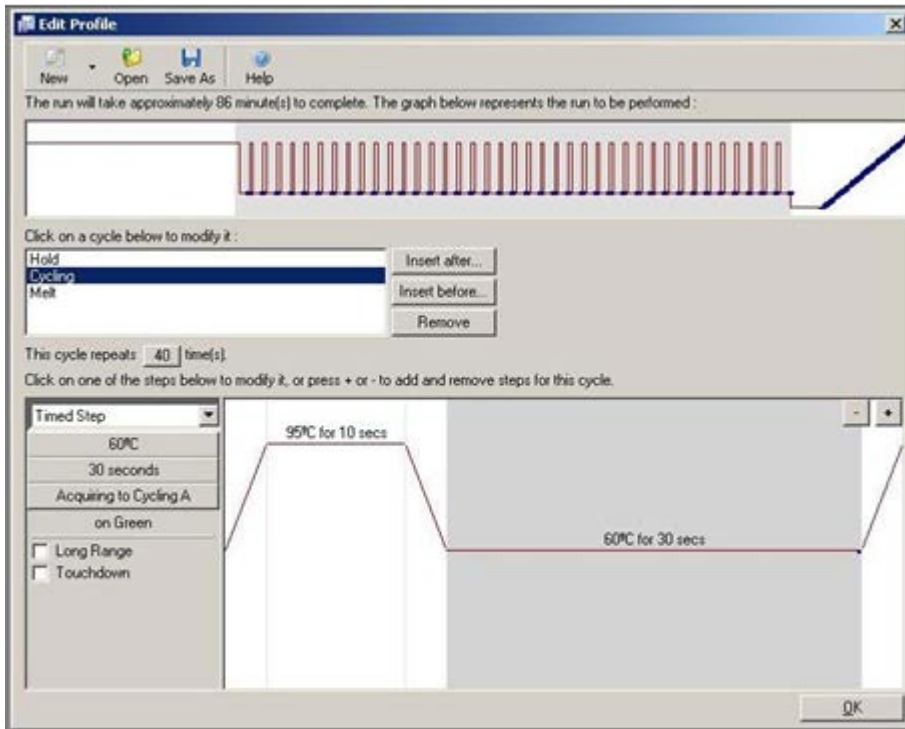 Edit Profile
New Open Save As Help
The run will take approximately 86 minute(s) to complete. The graph below represents the run to be performed :
Click on a cycle below to modify it :
Hold
Cycling
Melt
Insert after...
Insert before...
Remove
This cycle repeats 40 time(s).
Click on one of the steps below to modify it, or press + or - to add and remove steps for this cycle.
Timed Step
60ºC
30 seconds
Acquiring to Cycling A
on Green
Long Range
Touchdown
95ºC for 10 secs
60ºC for 30 secs
- +
OK